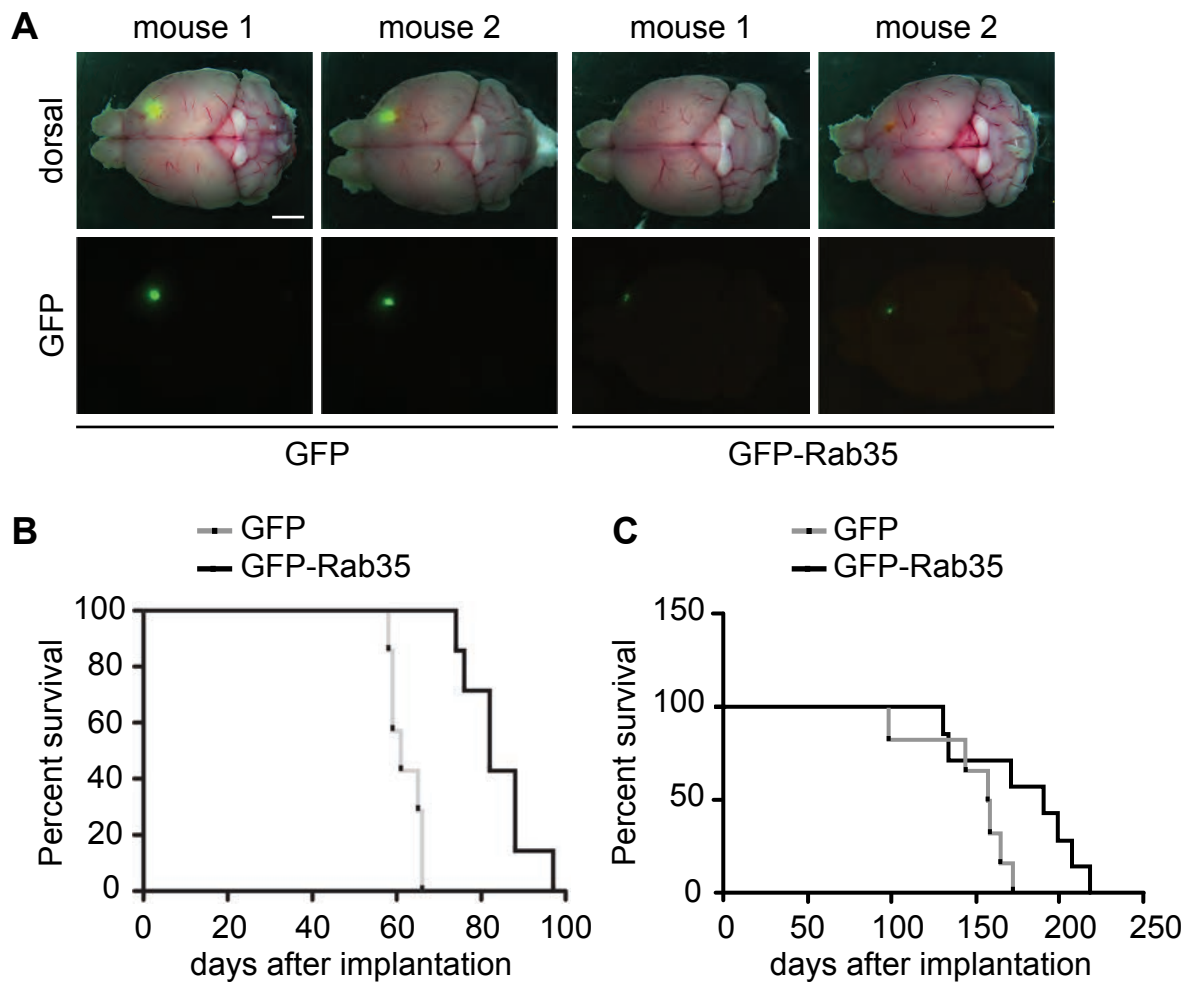 A
mouse 1 mouse 2 mouse 1 mouse 2
dorsal
GFP
GFP GFP-Rab35
B
GFP
GFP-Rab35
Percent survival
100
80
60
40
20
0
0 20 40 60 80 100
days after implantation
C
GFP
GFP-Rab35
Percent survival
150
100
50
0
0 50 100 150 200 250
days after implantation